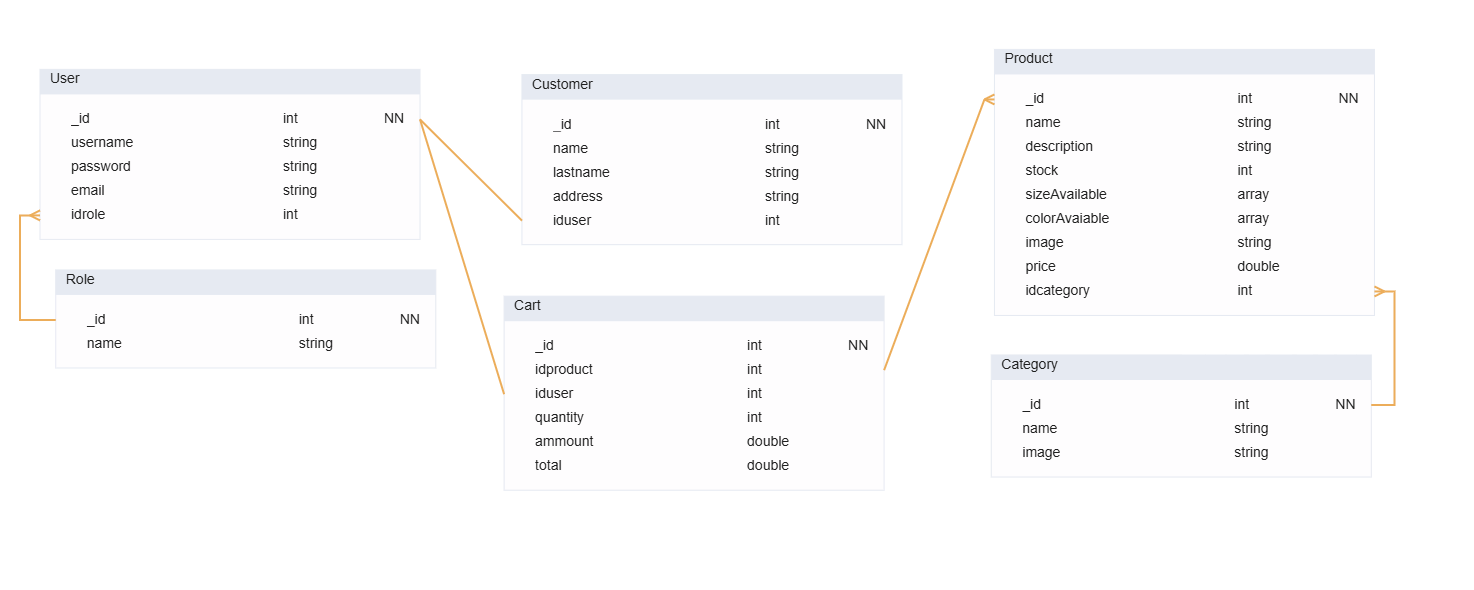 User
_id int NN
username string
password string
email string
idrole int
Role
_id int NN
name string
Customer
_id int NN
name string
lastname string
address string
iduser int
Cart
_id int NN
idproduct int
iduser int
quantity int
ammount double
total double
Product
_id int NN
name string
description string
stock int
sizeAvailable array
colorAvaiable array
image string
price double
idcategory int
Category
_id int NN
name string
image string